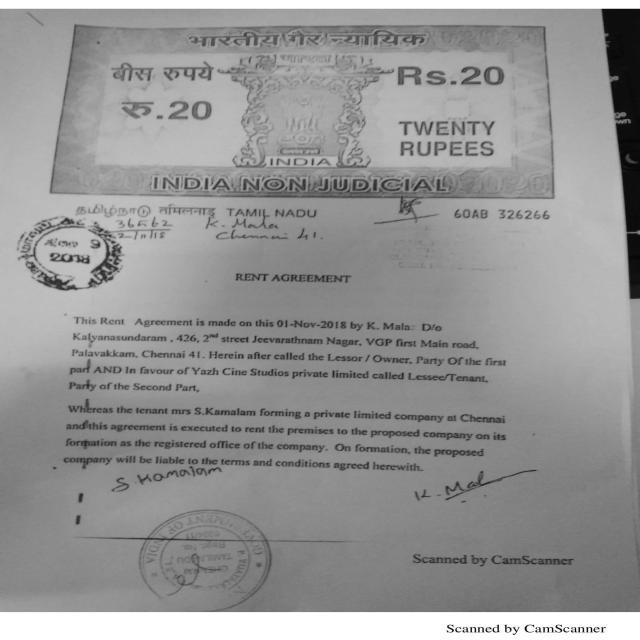 भारतीय गैर न्यायिक
बीस रुपये
Rs.20
रु.20
TWENTY
RUPEES
INDIA
INDIA NON JUDICIAL
தமிழ்நாடு तमिलनाडु TAMIL NADU
60AB 326266
36562
2/11/18
K. Mala
Chennai 41.
9
2018
RENT AGREEMENT
This Rent Agreement is made on this 01-Nov-2018 by K. Mala: D/o
Kalyanasundaram , 426, 2nd street Jeevarathnam Nagar, VGP first Main road,
Palavakkam, Chennai 41. Herein after called the Lessor / Owner, Party Of the first
part AND In favour of Yazh Cine Studios private limited called Lessee/Tenant,
Party of the Second Part,
Whereas the tenant mrs S.Kamalam forming a private limited company at Chennai
and this agreement is executed to rent the premises to the proposed company on its
formation as the registered office of the company. On formation, the proposed
company will be liable to the terms and conditions agreed herewith.
S Kamalam
K. Mal
GOVERNMENT OF INDIA
Scanned by CamScanner
Scanned by CamScanner